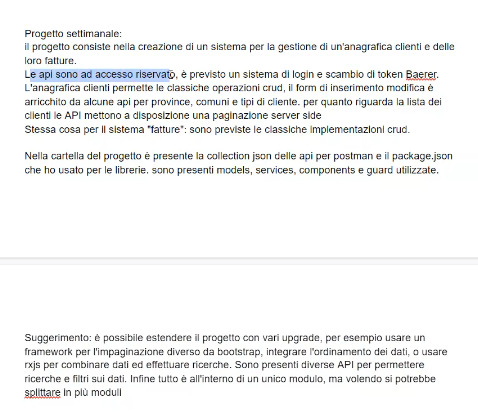 Progetto settimanale:
il progetto consiste nella creazione di un sistema per la gestione di un'anagrafica clienti e delle
loro fatture.
Le api sono ad accesso riservato, è previsto un sistema di login e scambio di token Baerer.
L'anagrafica clienti permette le classiche operazioni crud, il form di inserimento modifica è
arricchito da alcune api per province, comuni e tipi di cliente. per quanto riguarda la lista dei
clienti le API mettono a disposizione una paginazione server side
Stessa cosa per il sistema "fatture": sono previste le classiche implementazioni crud.
Nella cartella del progetto è presente la collection json delle api per postman e il package.json
che ho usato per le librerie. sono presenti models, services, components e guard utilizzate.
Suggerimento: è possibile estendere il progetto con vari upgrade, per esempio usare un
framework per l'impaginazione diverso da bootstrap, integrare l'ordinamento dei dati, o usare
rxjs per combinare dati ed effettuare ricerche. Sono presenti diverse API per permettere
ricerche e filtri sui dati. Infine tutto è all'interno di un unico modulo, ma volendo si potrebbe
splittare in più moduli